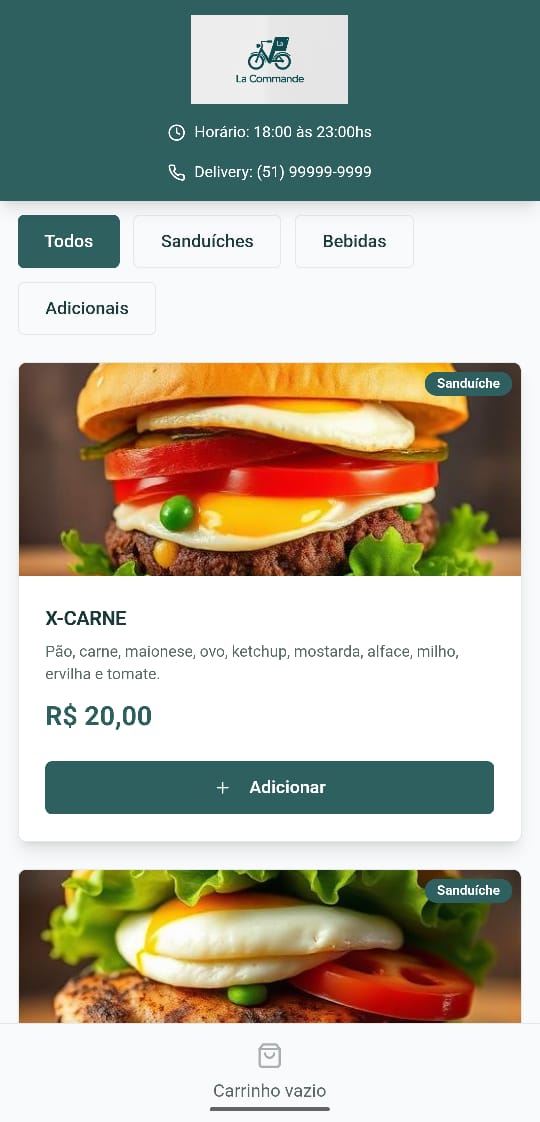 La
La Commande
Horário: 18:00 às 23:00hs
Delivery: (51) 99999-9999
Todos
Sanduíches
Bebidas
Adicionais
Sanduíche
X-CARNE
Pão, carne, maionese, ovo, ketchup, mostarda, alface, milho,
ervilha e tomate.
R$ 20,00
+ Adicionar
Sanduíche
Carrinho vazio